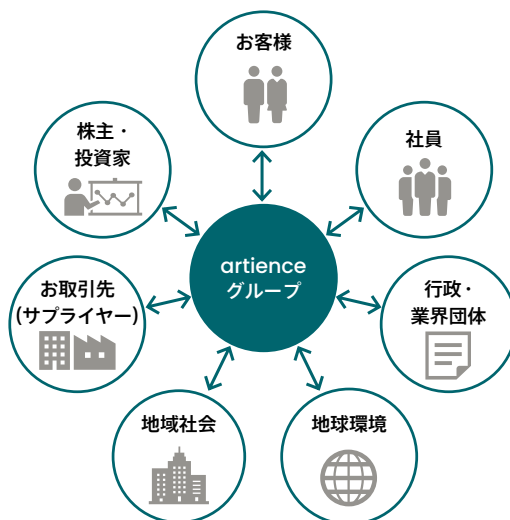 お客様
株主・
投資家
社員
artience
グループ
お取引先
(サプライヤー)
行政・
業界団体
地域社会
地球環境